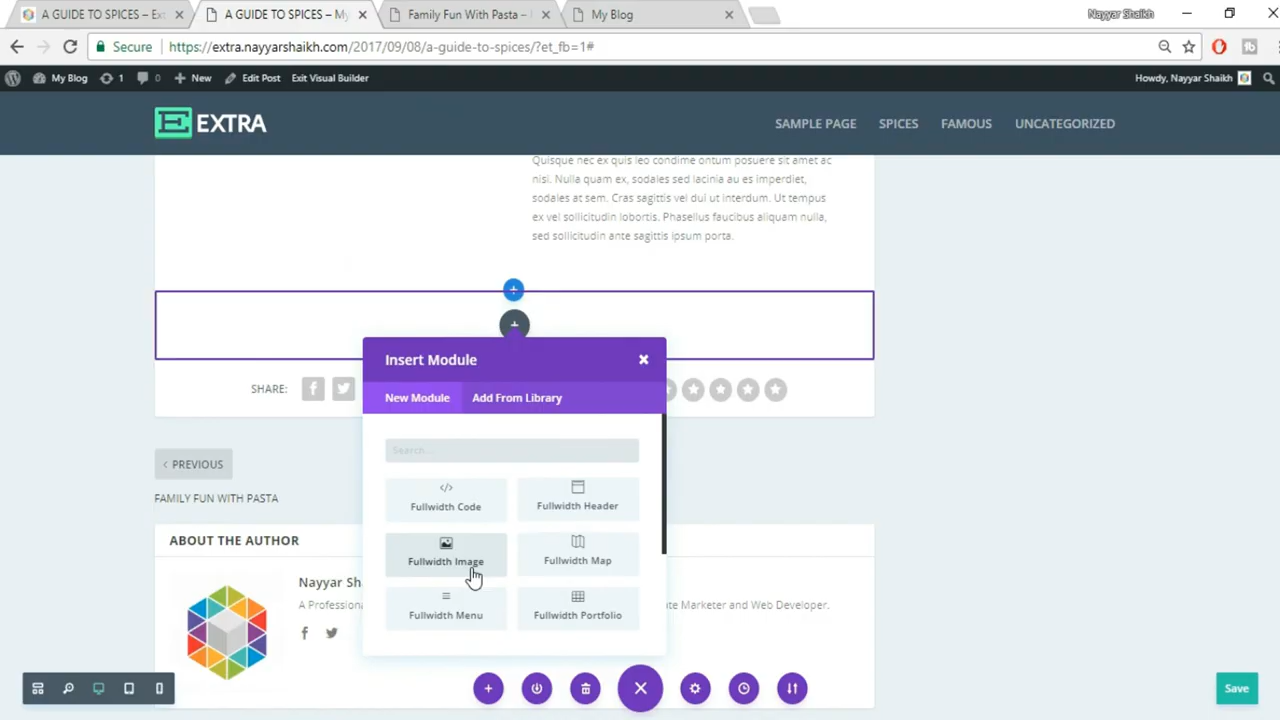 A GUIDE TO SPICES – Ext
A GUIDE TO SPICES – My
Family Fun With Pasta –
My Blog
Nayyar Shaikh
Secure
https://extra.nayyarshaikh.com/2017/09/08/a-guide-to-spices/?et_fb=1#
My Blog
1
0
New
Edit Post
Exit Visual Builder
Howdy, Nayyar Shaikh
EXTRA
SAMPLE PAGE
SPICES
FAMOUS
UNCATEGORIZED
Quisque nec ex quis leo condime ontum posuere sit amet ac
nisi. Nulla quam ex, sodales sed lacinia au es imperdiet,
sodales at sem. Cras sagittis vel dul ut interdum. Ut tempus
ex vel sollicitudin lobortis. Phasellus faucibus aliquam nulla,
sed sollicitudin ante sagittis ipsum porta.
Insert Module
New Module
Add From Library
SHARE:
Search...
Fullwidth Code
Fullwidth Header
Fullwidth Image
Fullwidth Map
Fullwidth Menu
Fullwidth Portfolio
PREVIOUS
FAMILY FUN WITH PASTA
ABOUT THE AUTHOR
Nayyar Sh
A Professiona
te Marketer and Web Developer.
Save